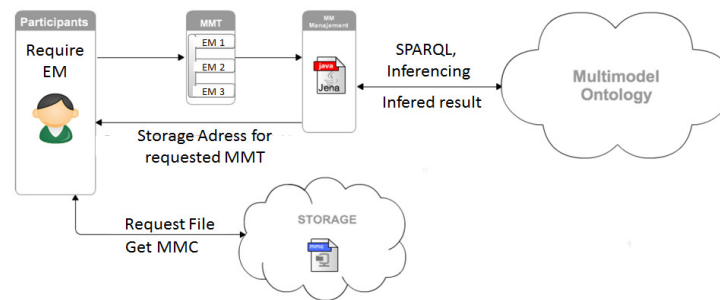 Participants
Require
EM
MMT
EM 1
EM 2
EM 3
MM
Manajement
java
Jena
SPARQL,
Inferencing
Infered result
Multimodel
Ontology
Storage Adress for
requested MMT
Request File
Get MMC
STORAGE